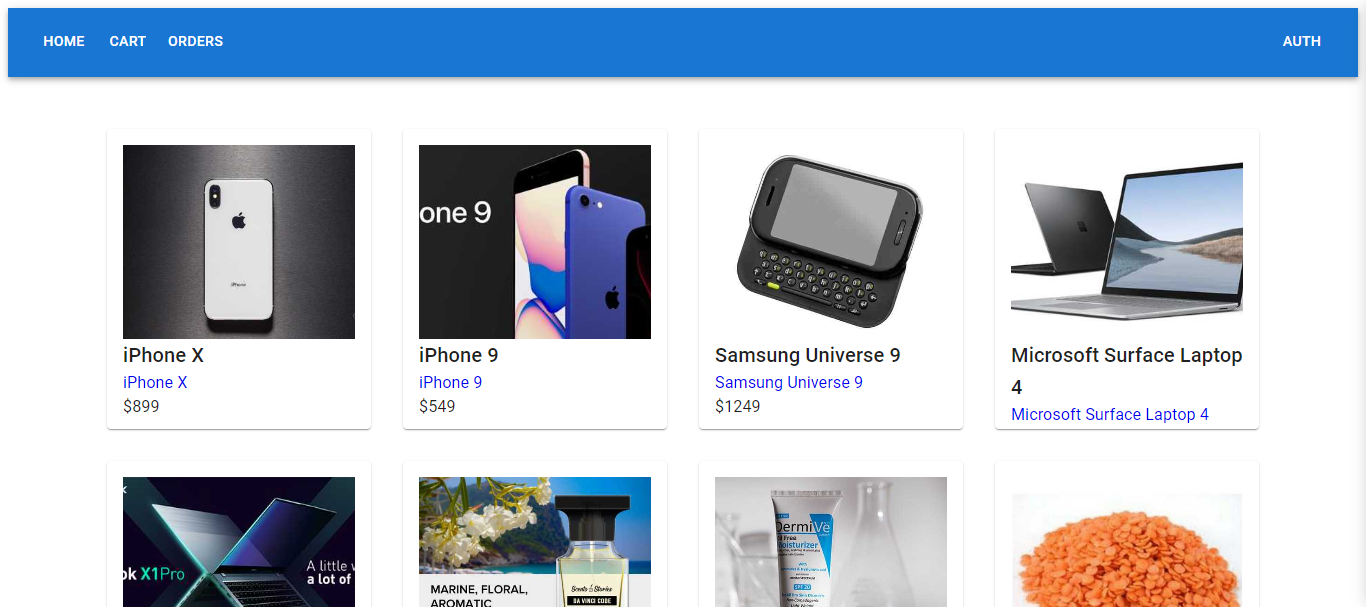 HOME CART ORDERS AUTH
one 9
iPhone
iPhone X
iPhone X
$899
iPhone 9
iPhone 9
$549
Samsung Universe 9
Samsung Universe 9
$1249
Microsoft Surface Laptop
4
Microsoft Surface Laptop 4
ok X1Pro
A little
a lot of
MARINE, FLORAL,
AROMATIC
Scents Stories
DA VINCI CODE
DermiVe
Oil Free
Moisturizer
With
SPF 20